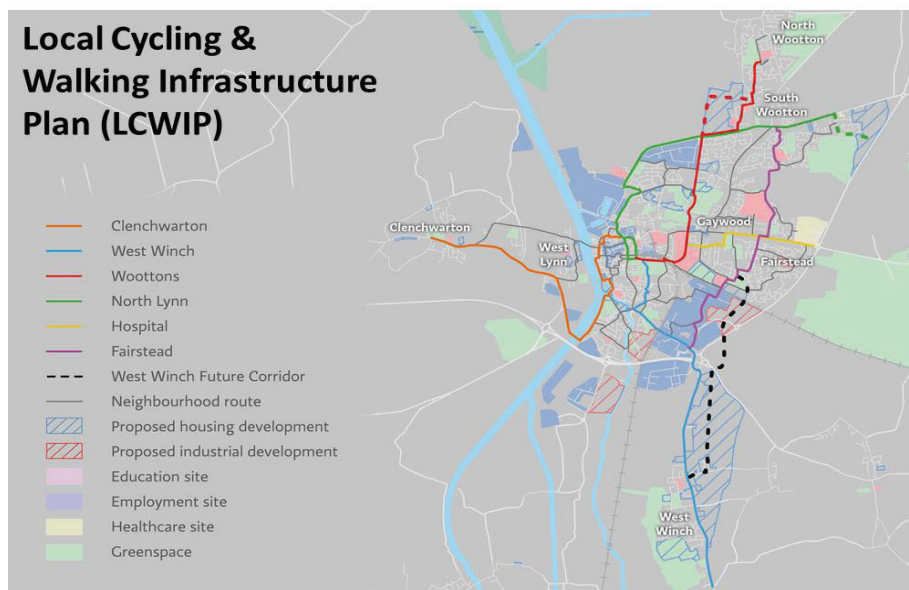 Local Cycling &
Walking Infrastructure
Plan (LCWIP)
Clenchwarton
West Winch
Woottons
North Lynn
Hospital
Fairstead
West Winch Future Corridor
Neighbourhood route
Proposed housing development
Proposed industrial development
Education site
Employment site
Healthcare site
Greenspace
North
Wootton
South
Wootton
Gaywood
Clenchwarton
West
Lynn
Fairstead
West
Winch